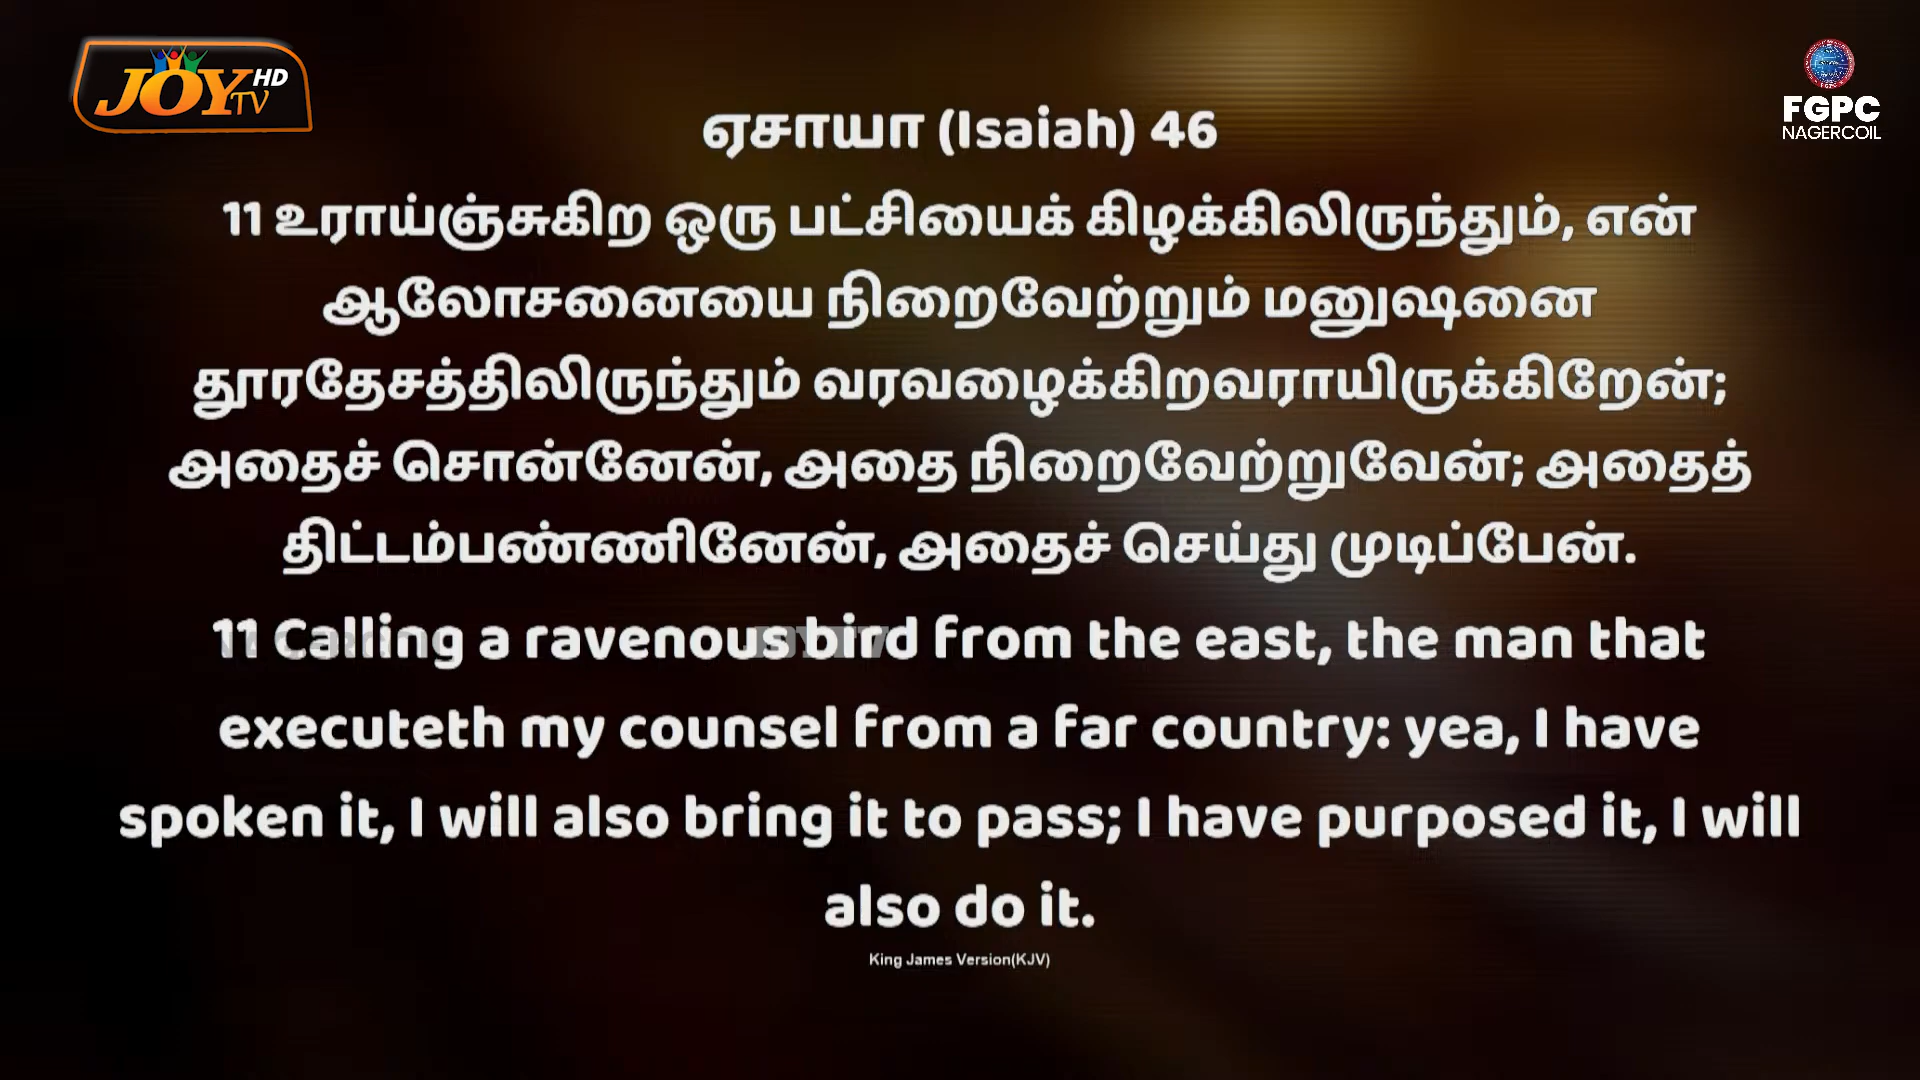 JOY TV HD
FGPC
NAGERCOIL
ஏசாயா (Isaiah) 46
11 உராய்ஞ்சுகிற ஒரு பட்சியைக் கிழக்கிலிருந்தும், என்
ஆலோசனையை நிறைவேற்றும் மனுஷனை
தூரதேசத்திலிருந்தும் வரவழைக்கிறவராயிருக்கிறேன்;
அதைச் சொன்னேன், அதை நிறைவேற்றுவேன்; அதைத்
திட்டம்பண்ணினேன், அதைச் செய்து முடிப்பேன்.
11 Calling a ravenous bird from the east, the man that
executeth my counsel from a far country: yea, I have
spoken it, I will also bring it to pass; I have purposed it, I will
also do it.
King James Version(KJV)